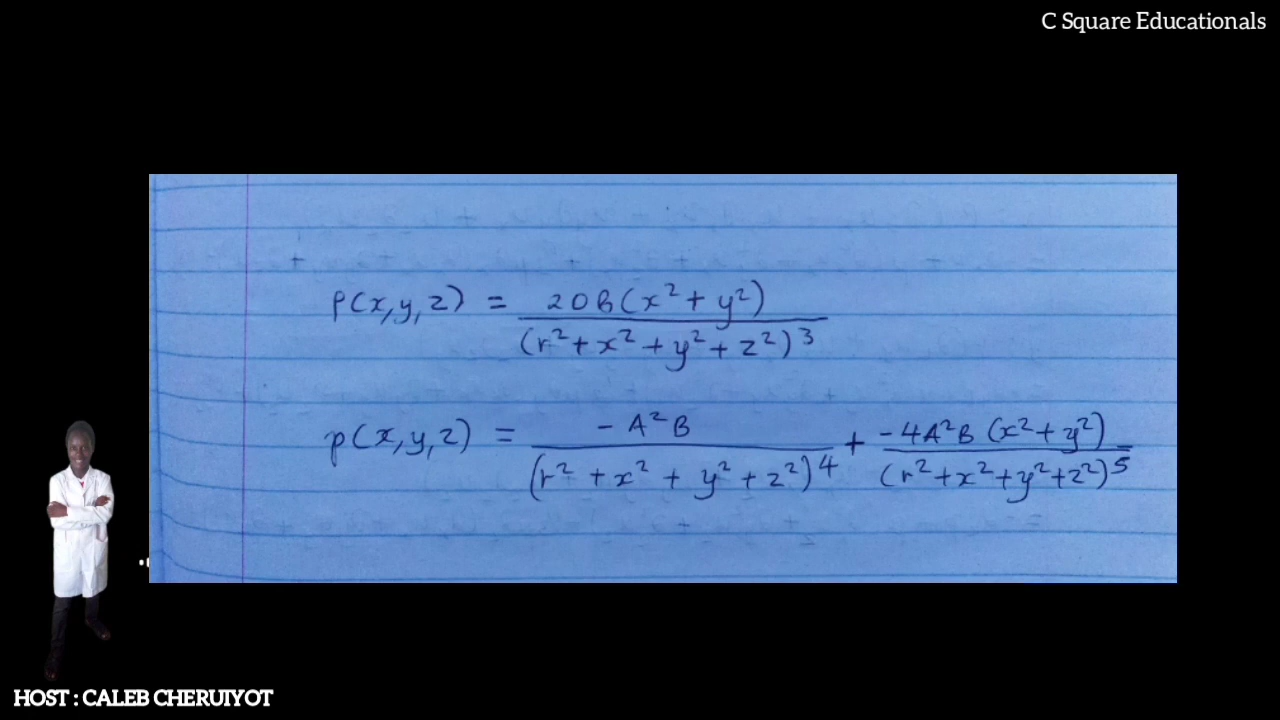 C Square Educationals
P(x,y,z) = 20B(x²+y²) / (r²+x²+y²+z²)³
p(x,y,z) = -A²B / (r²+x²+y²+z²)⁴ + -4A²B(x²+y²) / (r²+x²+y²+z²)⁵
HOST : CALEB CHERUIYOT